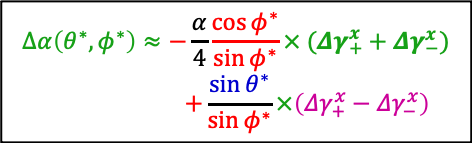 Δα(θ*, ϕ*) ≈ − α/4 cos ϕ*/sin ϕ* × (Δγ₊ˣ + Δγ₋ˣ)
+ sin θ*/sin ϕ* ×(Δγ₊ˣ − Δγ₋ˣ)